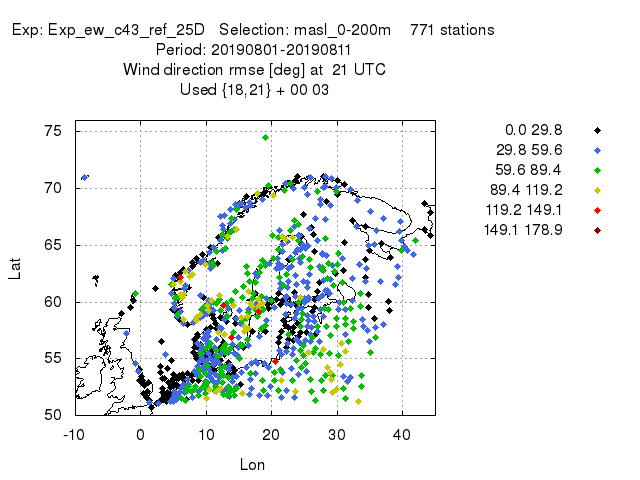 Exp: Exp_ew_c43_ref_25D Selection: masl_0-200m 771 stations
Period: 20190801-20190811
Wind direction rmse [deg] at 21 UTC
Used {18,21} + 00 03
0.0 29.8
29.8 59.6
59.6 89.4
89.4 119.2
119.2 149.1
149.1 178.9
75
70
65
60
55
50
Lat
-10 0 10 20 30 40
Lon